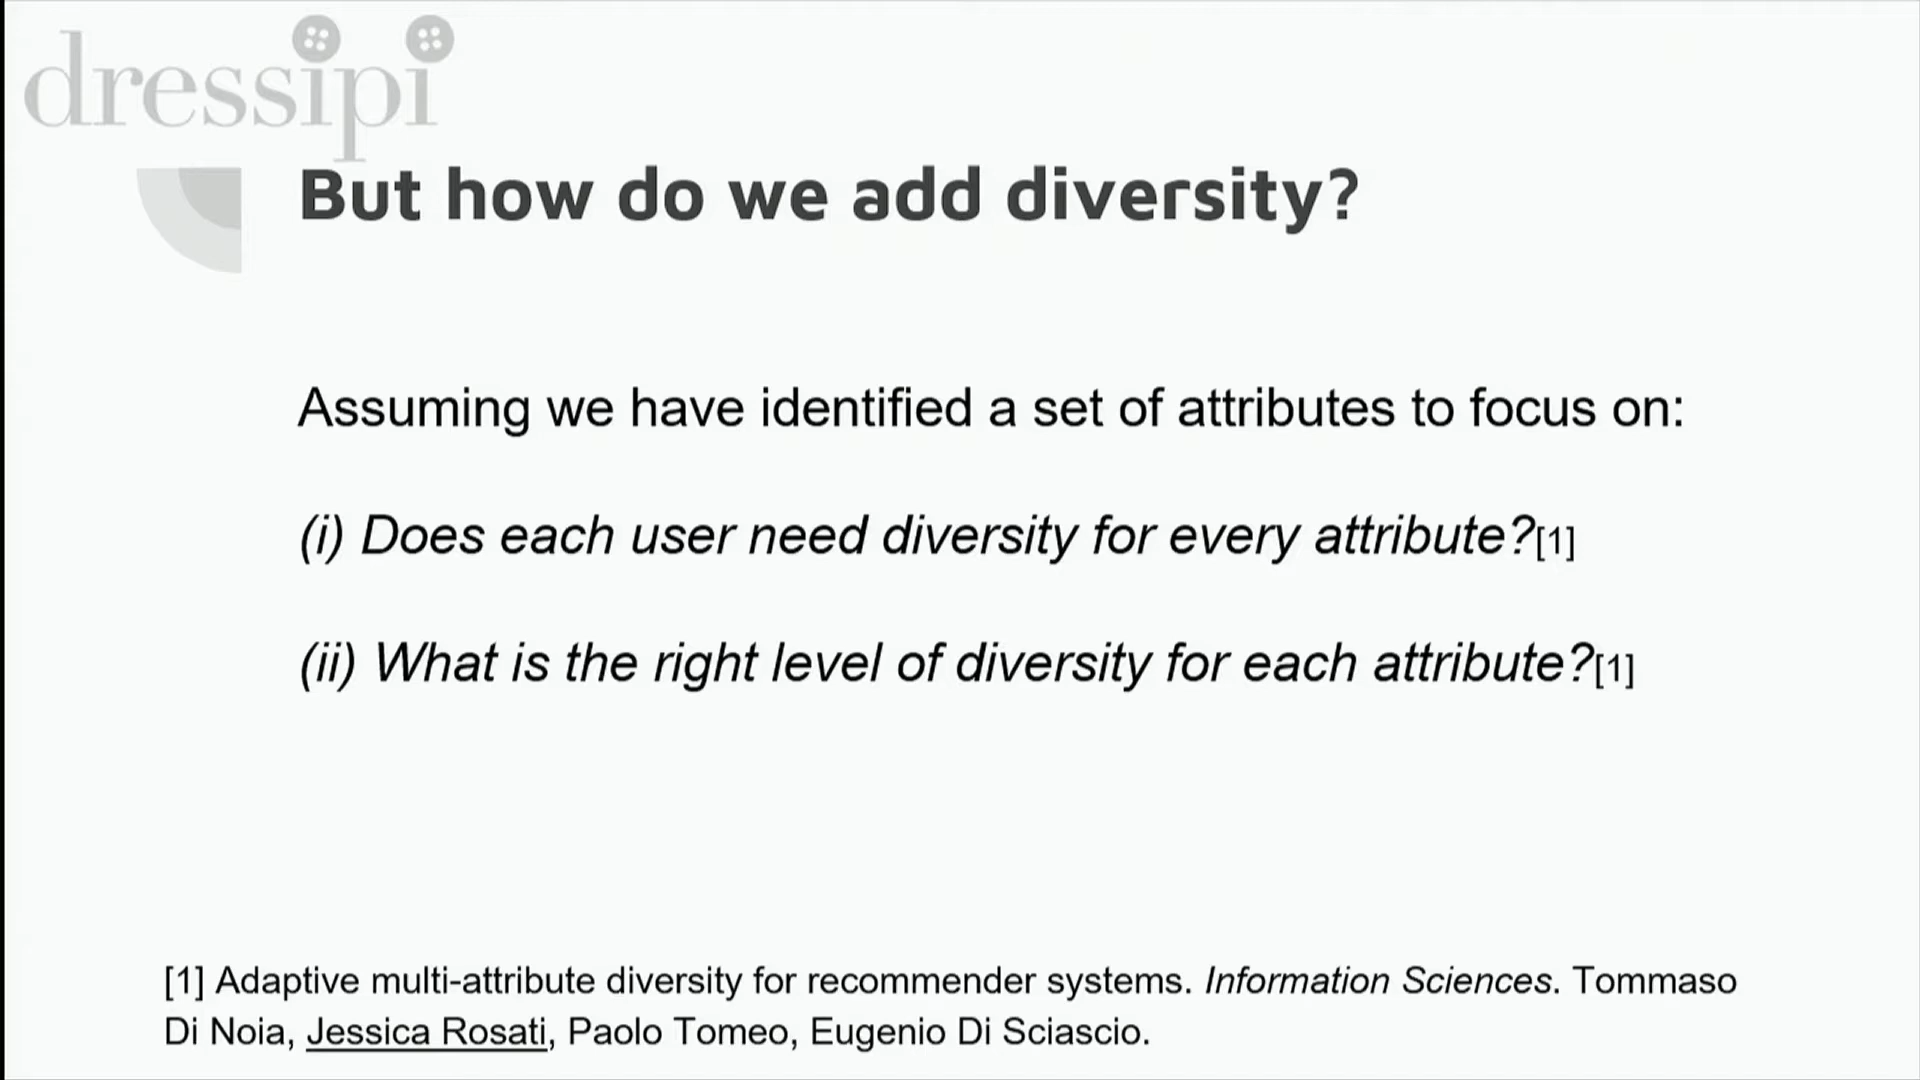 dressipi
But how do we add diversity?
Assuming we have identified a set of attributes to focus on:
(i) Does each user need diversity for every attribute?[1]
(ii) What is the right level of diversity for each attribute?[1]
[1] Adaptive multi-attribute diversity for recommender systems. Information Sciences. Tommaso
Di Noia, Jessica Rosati, Paolo Tomeo, Eugenio Di Sciascio.